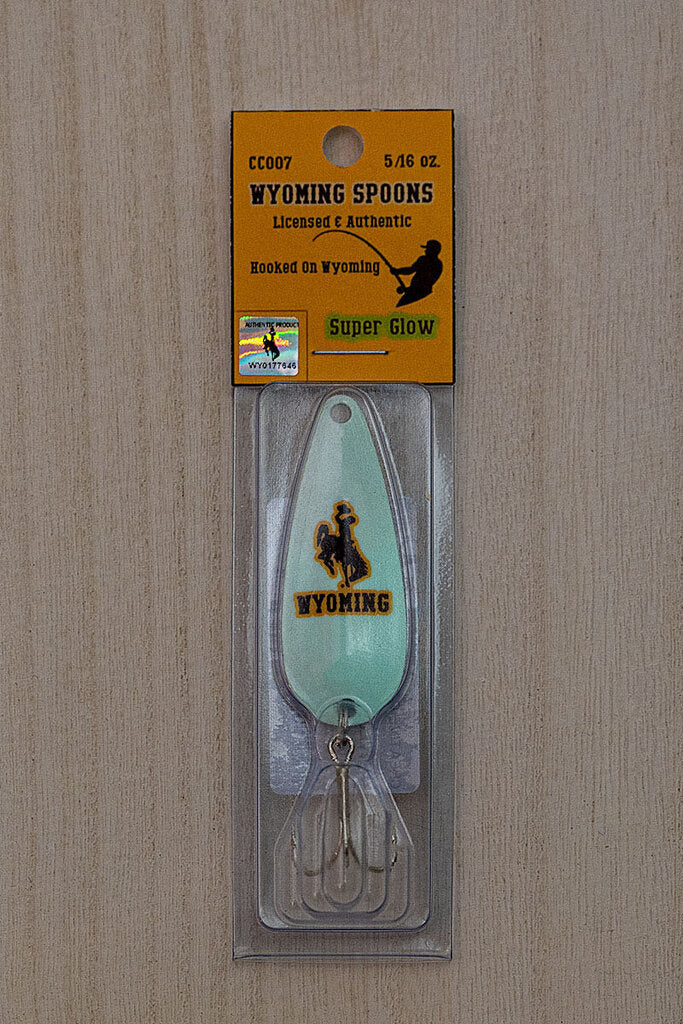 CC007 5/16 oz.
WYOMING SPOONS
Licensed & Authentic
Hooked On Wyoming
Super Glow
AUTHENTIC PRODUCT
WY0177646
WYOMING